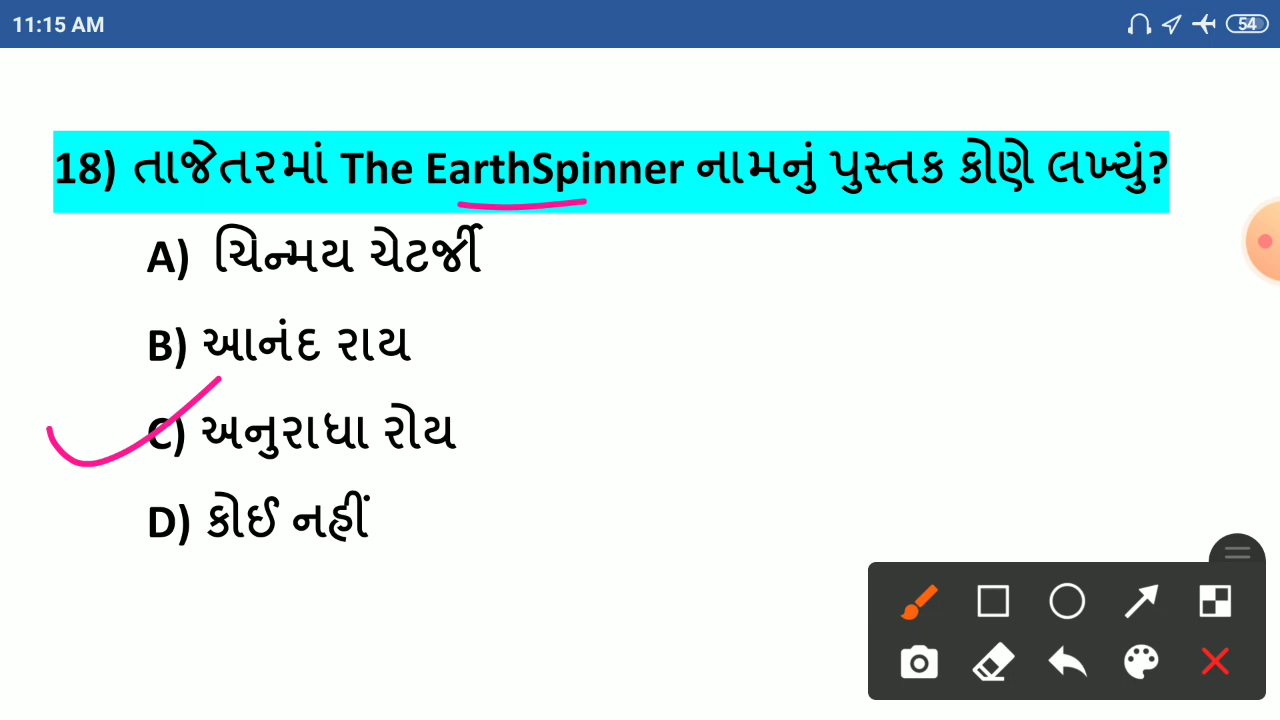 11:15 AM
54
18) તાજેતરમાં The EarthSpinner નામનું પુસ્તક કોણે લખ્યું?
A) ચિન્મય ચેટર્જી
B) આનંદ રાય
C) અનુરાધા રોય
D) કોઈ નહીં